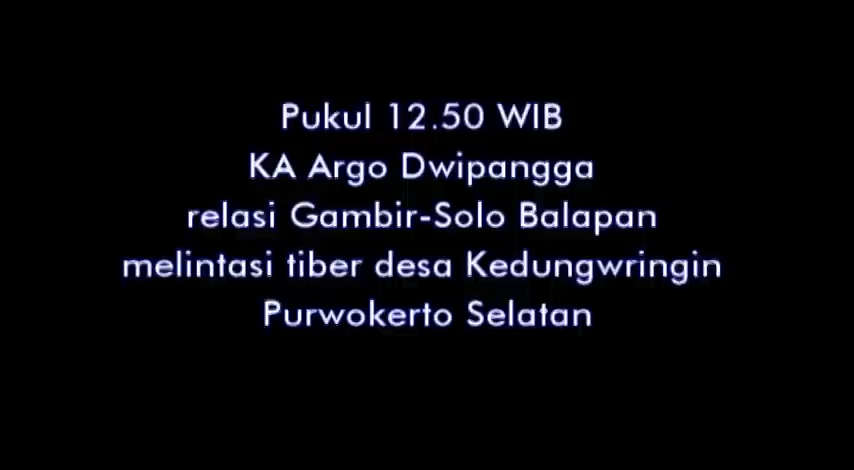 Pukul 12.50 WIB
KA Argo Dwipangga
relasi Gambir-Solo Balapan
melintasi tiber desa Kedungwringin
Purwokerto Selatan